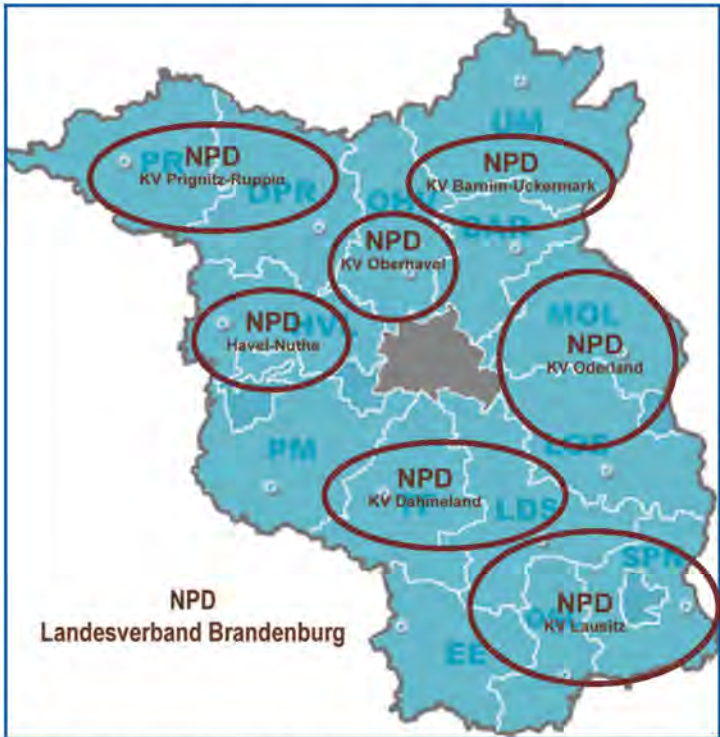 UM
PR
NPD
KV Prignitz-Ruppin
OPR
NPD
KV Barnim-Uckermark
OHV
BAR
NPD
KV Oberhavel
HVL
NPD
Havel-Nuthe
MOL
NPD
KV Oderland
LOS
PM
NPD
KV Dahmeland
LDS
SPN
NPD
KV Lausitz
EE
NPD
Landesverband Brandenburg